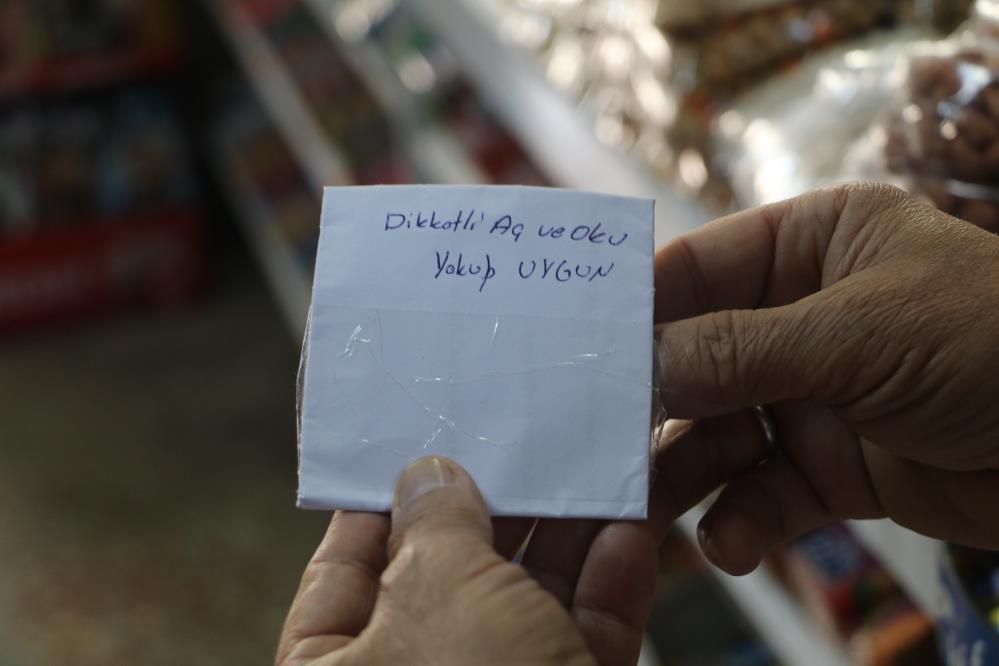 Dikkatli Aç ve Oku
Yakup UYGUN